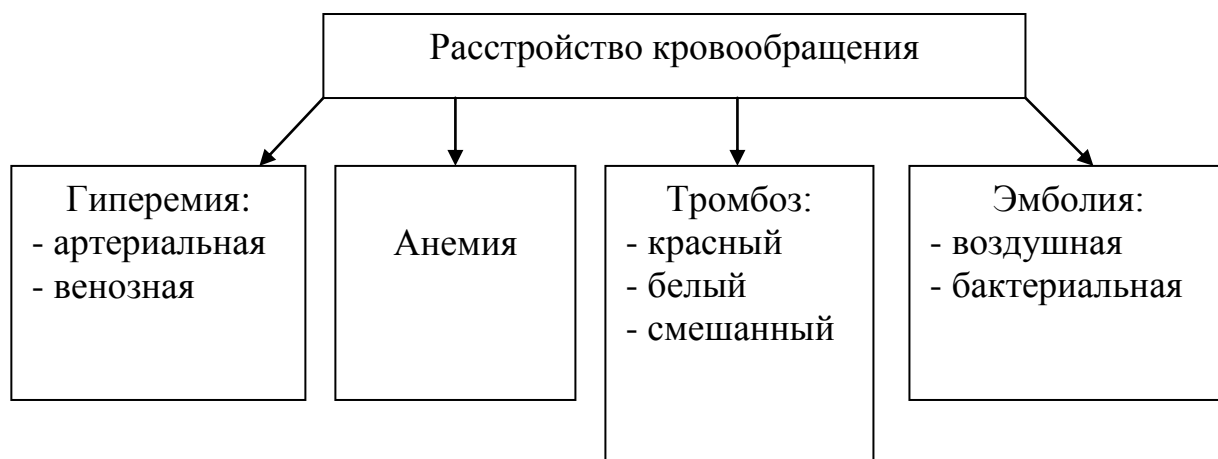 Расстройство кровообращения
Гиперемия:
- артериальная
- венозная
Анемия
Тромбоз:
- красный
- белый
- смешанный
Эмболия:
- воздушная
- бактериальная